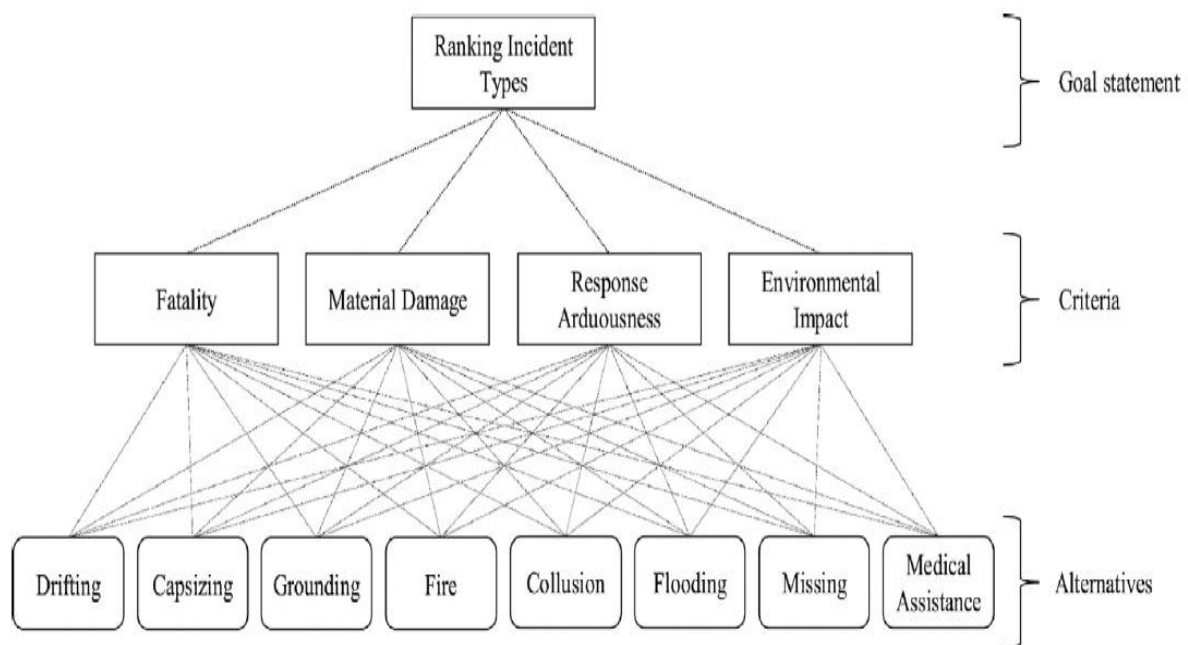 Ranking Incident
Types
Goal statement
Fatality
Material Damage
Response
Arduousness
Environmental
Impact
Criteria
Drifting
Capsizing
Grounding
Fire
Collusion
Flooding
Missing
Medical
Assistance
Alternatives